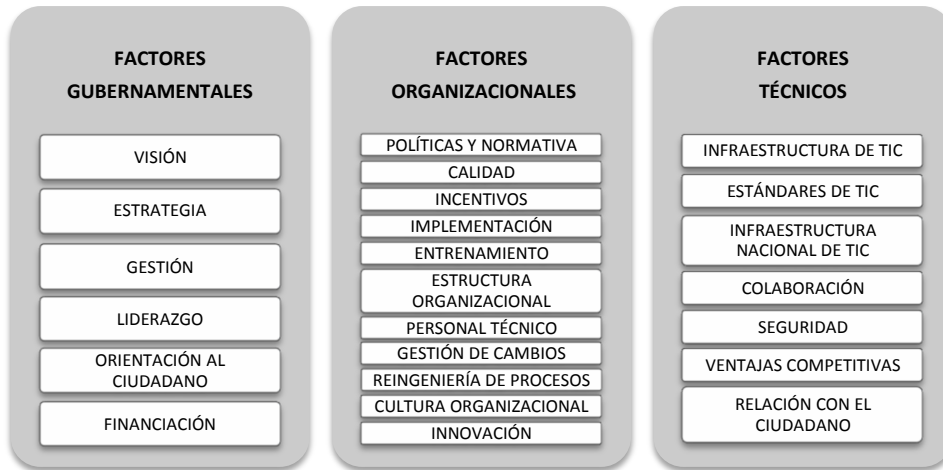 FACTORES
GUBERNAMENTALES
VISIÓN
ESTRATEGIA
GESTIÓN
LIDERAZGO
ORIENTACIÓN AL
CIUDADANO
FINANCIACIÓN
FACTORES
ORGANIZACIONALES
POLÍTICAS Y NORMATIVA
CALIDAD
INCENTIVOS
IMPLEMENTACIÓN
ENTRENAMIENTO
ESTRUCTURA
ORGANIZACIONAL
PERSONAL TÉCNICO
GESTIÓN DE CAMBIOS
REINGENIERÍA DE PROCESOS
CULTURA ORGANIZACIONAL
INNOVACIÓN
FACTORES
TÉCNICOS
INFRAESTRUCTURA DE TIC
ESTÁNDARES DE TIC
INFRAESTRUCTURA
NACIONAL DE TIC
COLABORACIÓN
SEGURIDAD
VENTAJAS COMPETITIVAS
RELACIÓN CON EL
CIUDADANO